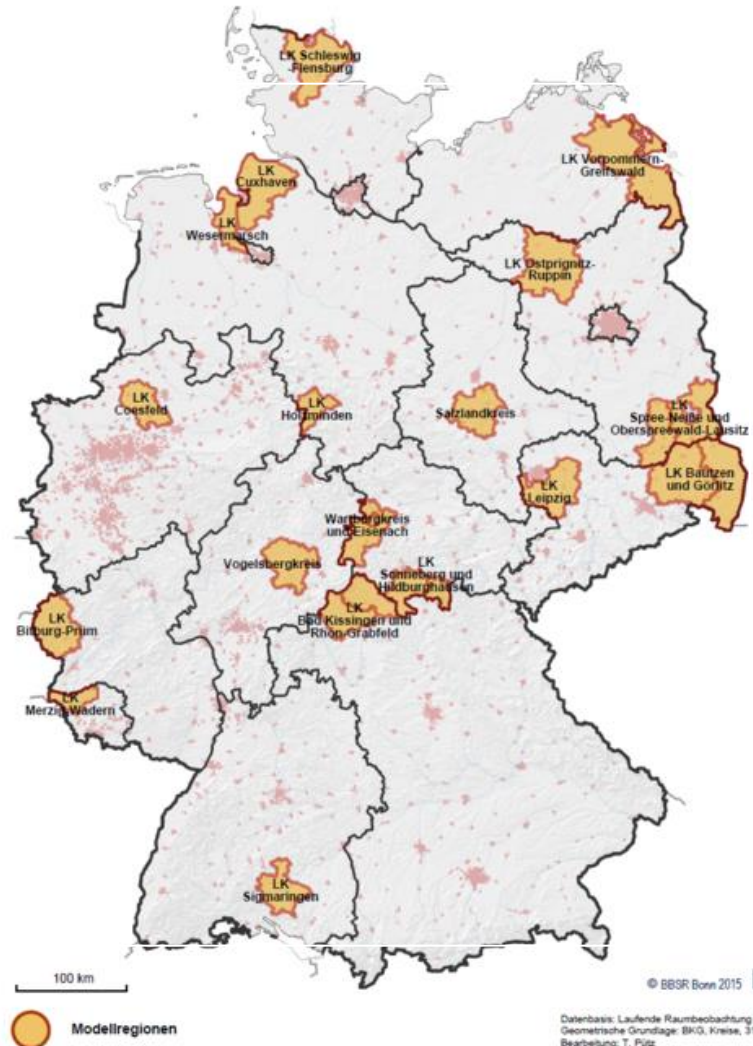 LK Schleswig
-Flensburg
LK Vorpommern-
Greifswald
LK
Cuxhaven
LK
Wesermarsch
LK Ostprignitz-
Ruppin
LK
Coesfeld
LK
Holzminden
Salzlandkreis
LK
Spree-Neiße und
Oberspreewald-Lausitz
LK Bautzen
und Görlitz
LK
Leipzig
Wartburgkreis
und Eisenach
Vogelsbergkreis
LK
Sonneberg und
Hildburghausen
LK
Bad Kissingen und
Rhön-Grabfeld
LK
Bitburg-Prüm
LK
Merzig-Wadern
LK
Sigmaringen
100 km
© BBSR Bonn 2015
Modellregionen
Datenbasis: Laufende Raumbeobachtung
Geometrische Grundlage: BKG, Kreise, 31
Bearbeitung: T. Pütz